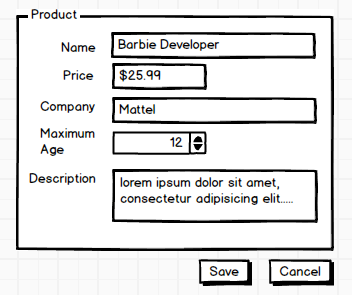 Product
Name
Barbie Developer
Price
$25.99
Company
Mattel
Maximum
Age
12
Description
lorem ipsum dolor sit amet,
consectetur adipisicing elit.....
Save
Cancel